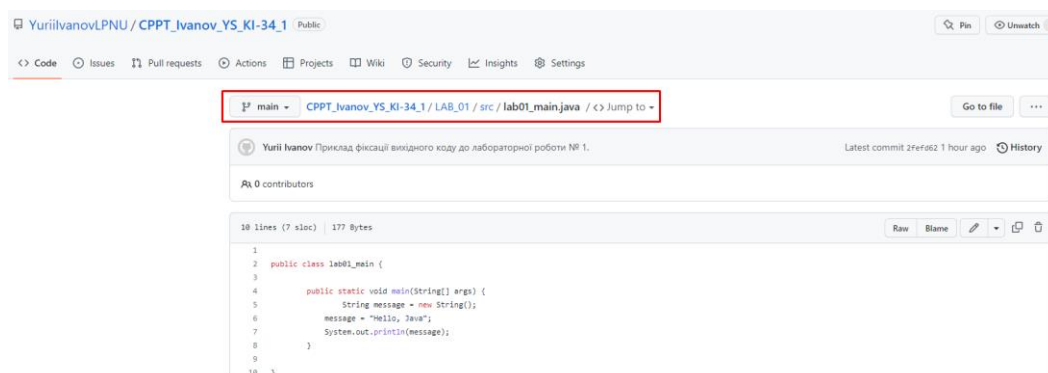 YuriiIvanovLPNU / CPPT_Ivanov_YS_KI-34_1 Public
Pin Unwatch
<> Code Issues Pull requests Actions Projects Wiki Security Insights Settings
main CPPT_Ivanov_YS_KI-34_1 / LAB_01 / src / lab01_main.java / <> Jump to
Go to file ...
Yurii Ivanov Приклад фіксації вихідного коду до лабораторної роботи № 1.
Latest commit 2fefd62 1 hour ago History
0 contributors
10 lines (7 sloc) | 177 Bytes
Raw Blame
1
2 public class lab01_main {
3
4 public static void main(String[] args) {
5 String message = new String();
6 message = "Hello, Java";
7 System.out.println(message);
8 }
9
10 }